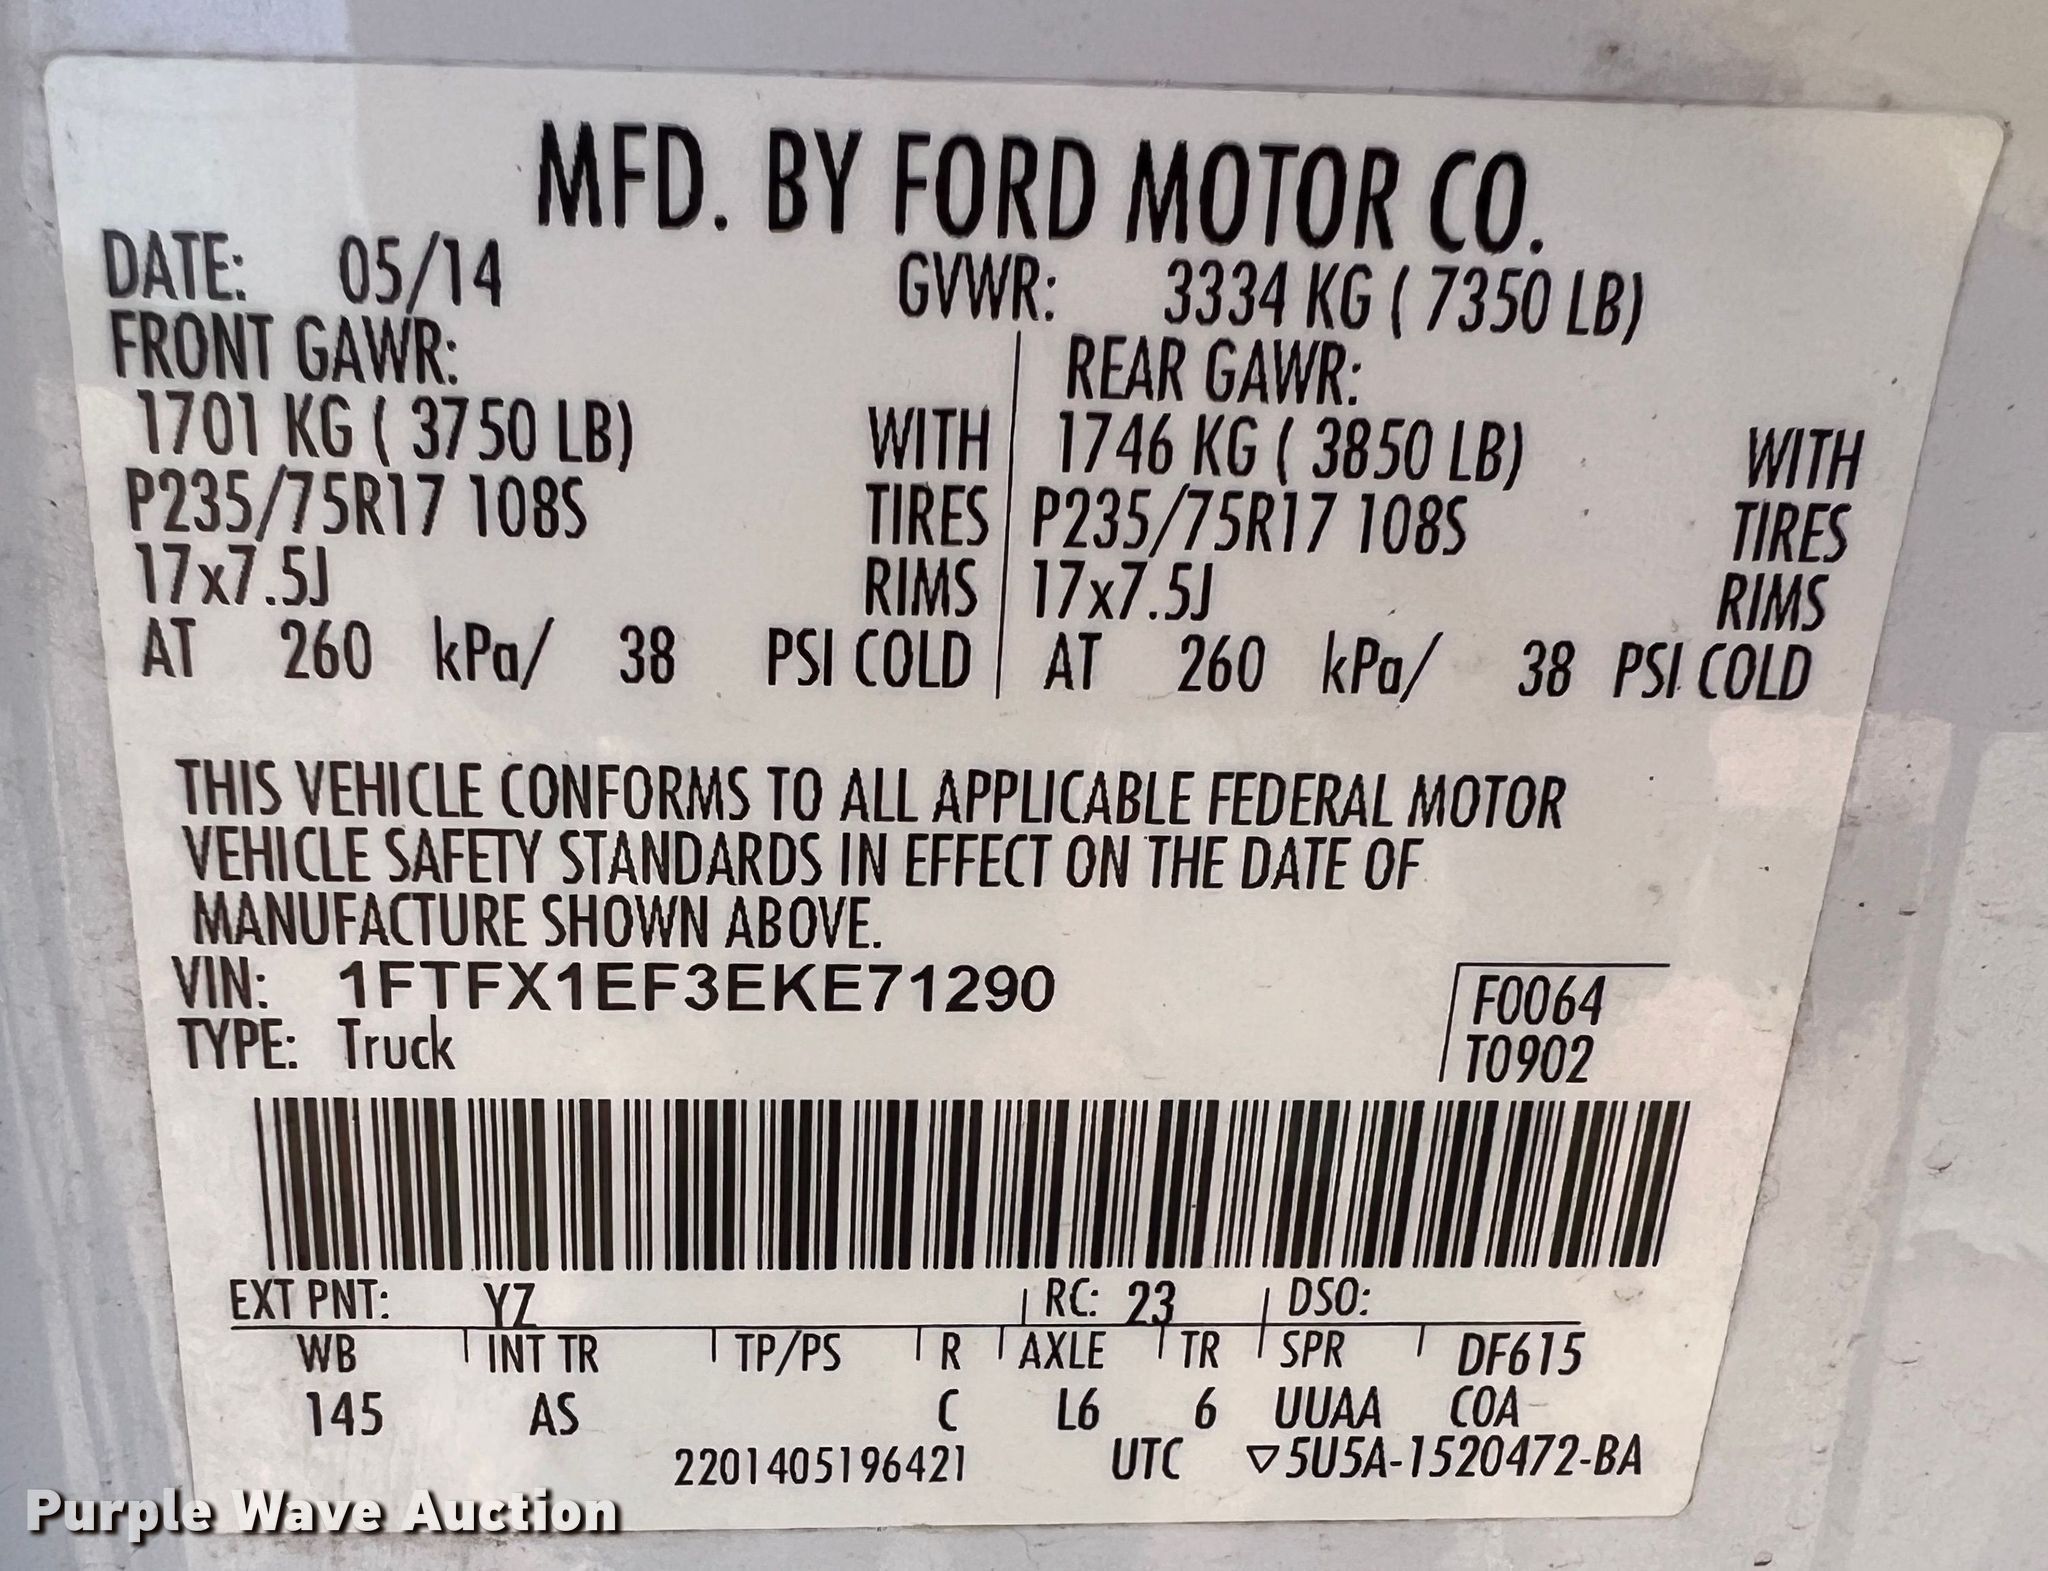 MFD. BY FORD MOTOR CO.
DATE: 05/14 GVWR: 3334 KG ( 7350 LB)
FRONT GAWR: REAR GAWR:
1701 KG ( 3750 LB) WITH 1746 KG ( 3850 LB) WITH
P235/75R17 108S TIRES P235/75R17 108S TIRES
17x7.5J RIMS 17x7.5J RIMS
AT 260 kPa/ 38 PSI COLD AT 260 kPa/ 38 PSI COLD
THIS VEHICLE CONFORMS TO ALL APPLICABLE FEDERAL MOTOR
VEHICLE SAFETY STANDARDS IN EFFECT ON THE DATE OF
MANUFACTURE SHOWN ABOVE.
VIN: 1FTFX1EF3EKE71290 F0064
TYPE: Truck T0902
EXT PNT: YZ RC: 23 DSO:
WB INT TR TP/PS R AXLE TR SPR DF615
145 AS C L6 6 UUAA COA
2201405196421 UTC ▽5U5A-1520472-BA
Purple Wave Auction